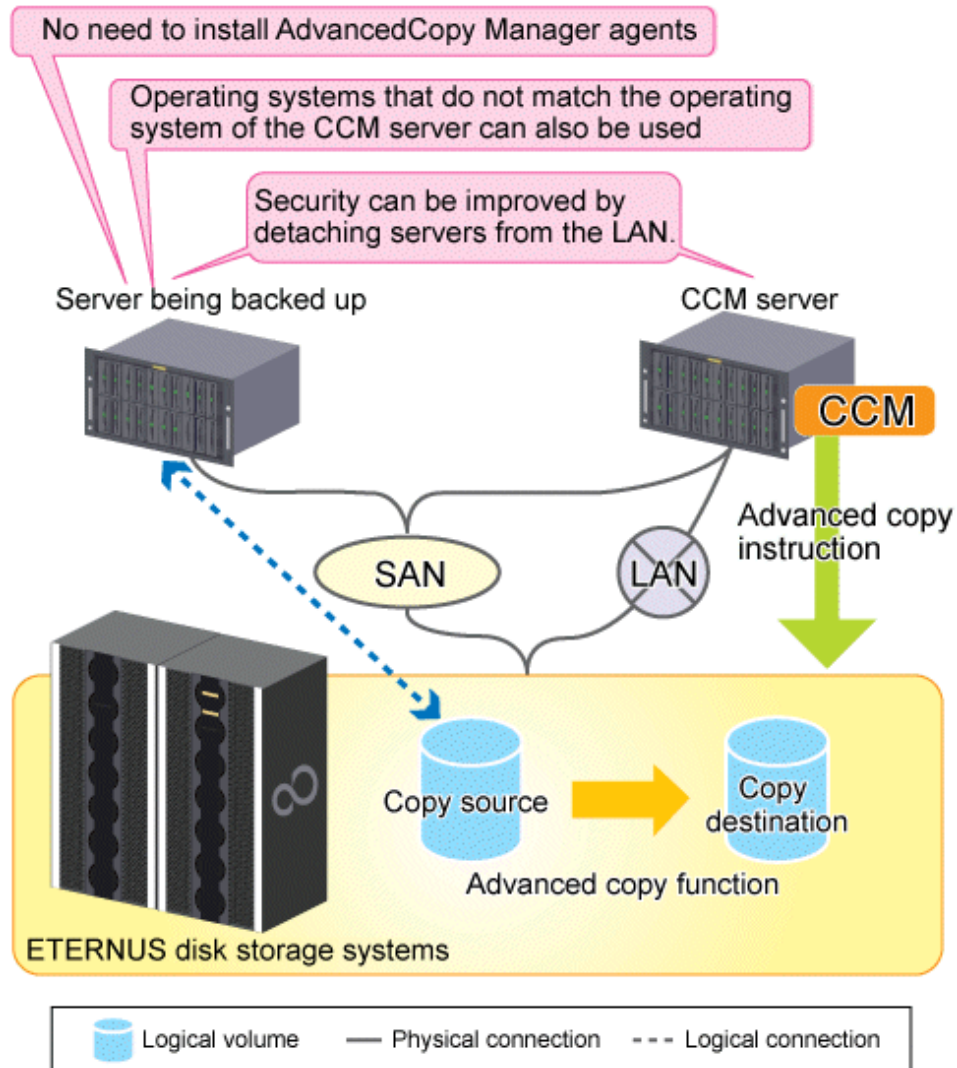 No need to install AdvancedCopy Manager agents
Operating systems that do not match the operating
system of the CCM server can also be used
Security can be improved by
detaching servers from the LAN.
Server being backed up
CCM server
CCM
Advanced copy
instruction
SAN
LAN
Copy source
Copy
destination
Advanced copy function
ETERNUS disk storage systems
Logical volume
Physical connection
Logical connection